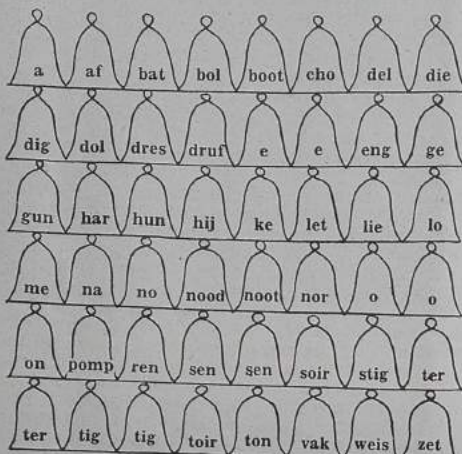 a af bat bol boot cho del die
dig dol dres druf e e eng ge
gun har hun hij ke let lie lo
me na no nood noot nor o o
on pomp ren sen sen soir stig ter
ter tig tig toir ton vak weis zet